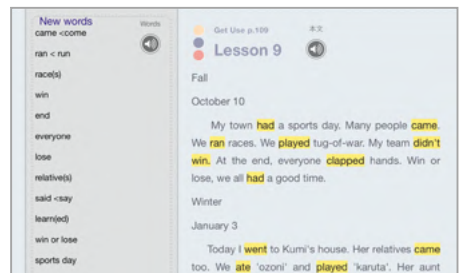 New words
Words
came <come
ran < run
race(s)
win
end
everyone
lose
relative(s)
said <say
learn(ed)
win or lose
sports day
Get Use p.109
本文
Lesson 9
Fall
October 10
My town had a sports day. Many people came.
We ran races. We played tug-of-war. My team didn't
win. At the end, everyone clapped hands. Win or
lose, we all had a good time.
Winter
January 3
Today I went to Kumi's house. Her relatives came
too. We ate 'ozoni' and played 'karuta'. Her aunt